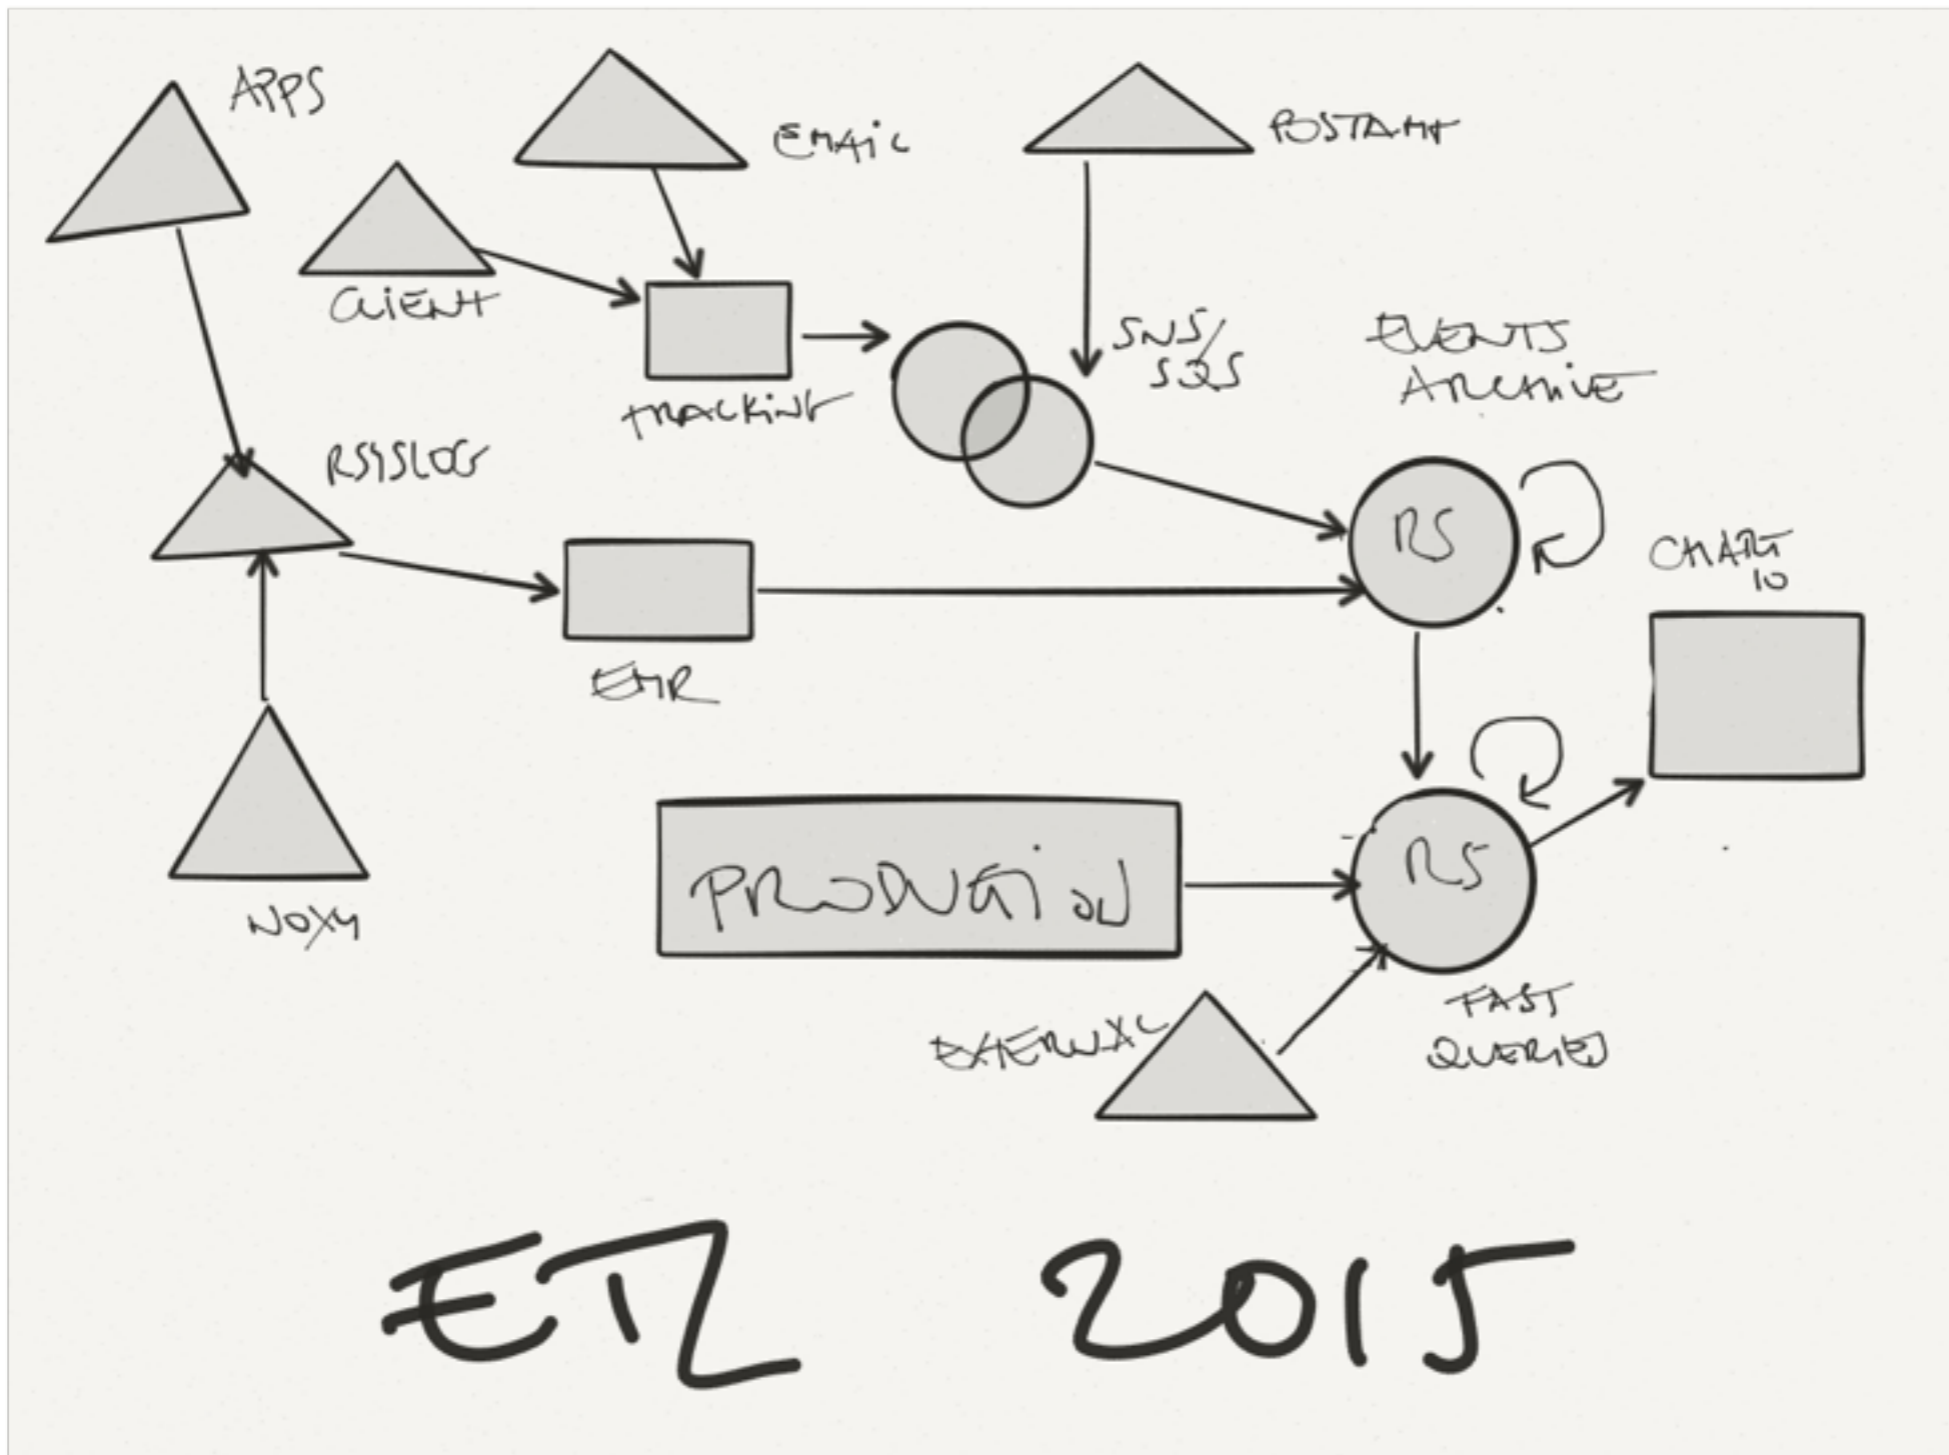 APPS
EMAIL
POSTAMT
CLIENT
SNS/
SQS
EVENTS
ARCHIVE
TRACKING
RSYSLOG
RS
CHART
IO
EMR
RS
PRODUCTION
NOXY
EXTERNAL
FAST
QUERIES
ETL 2015